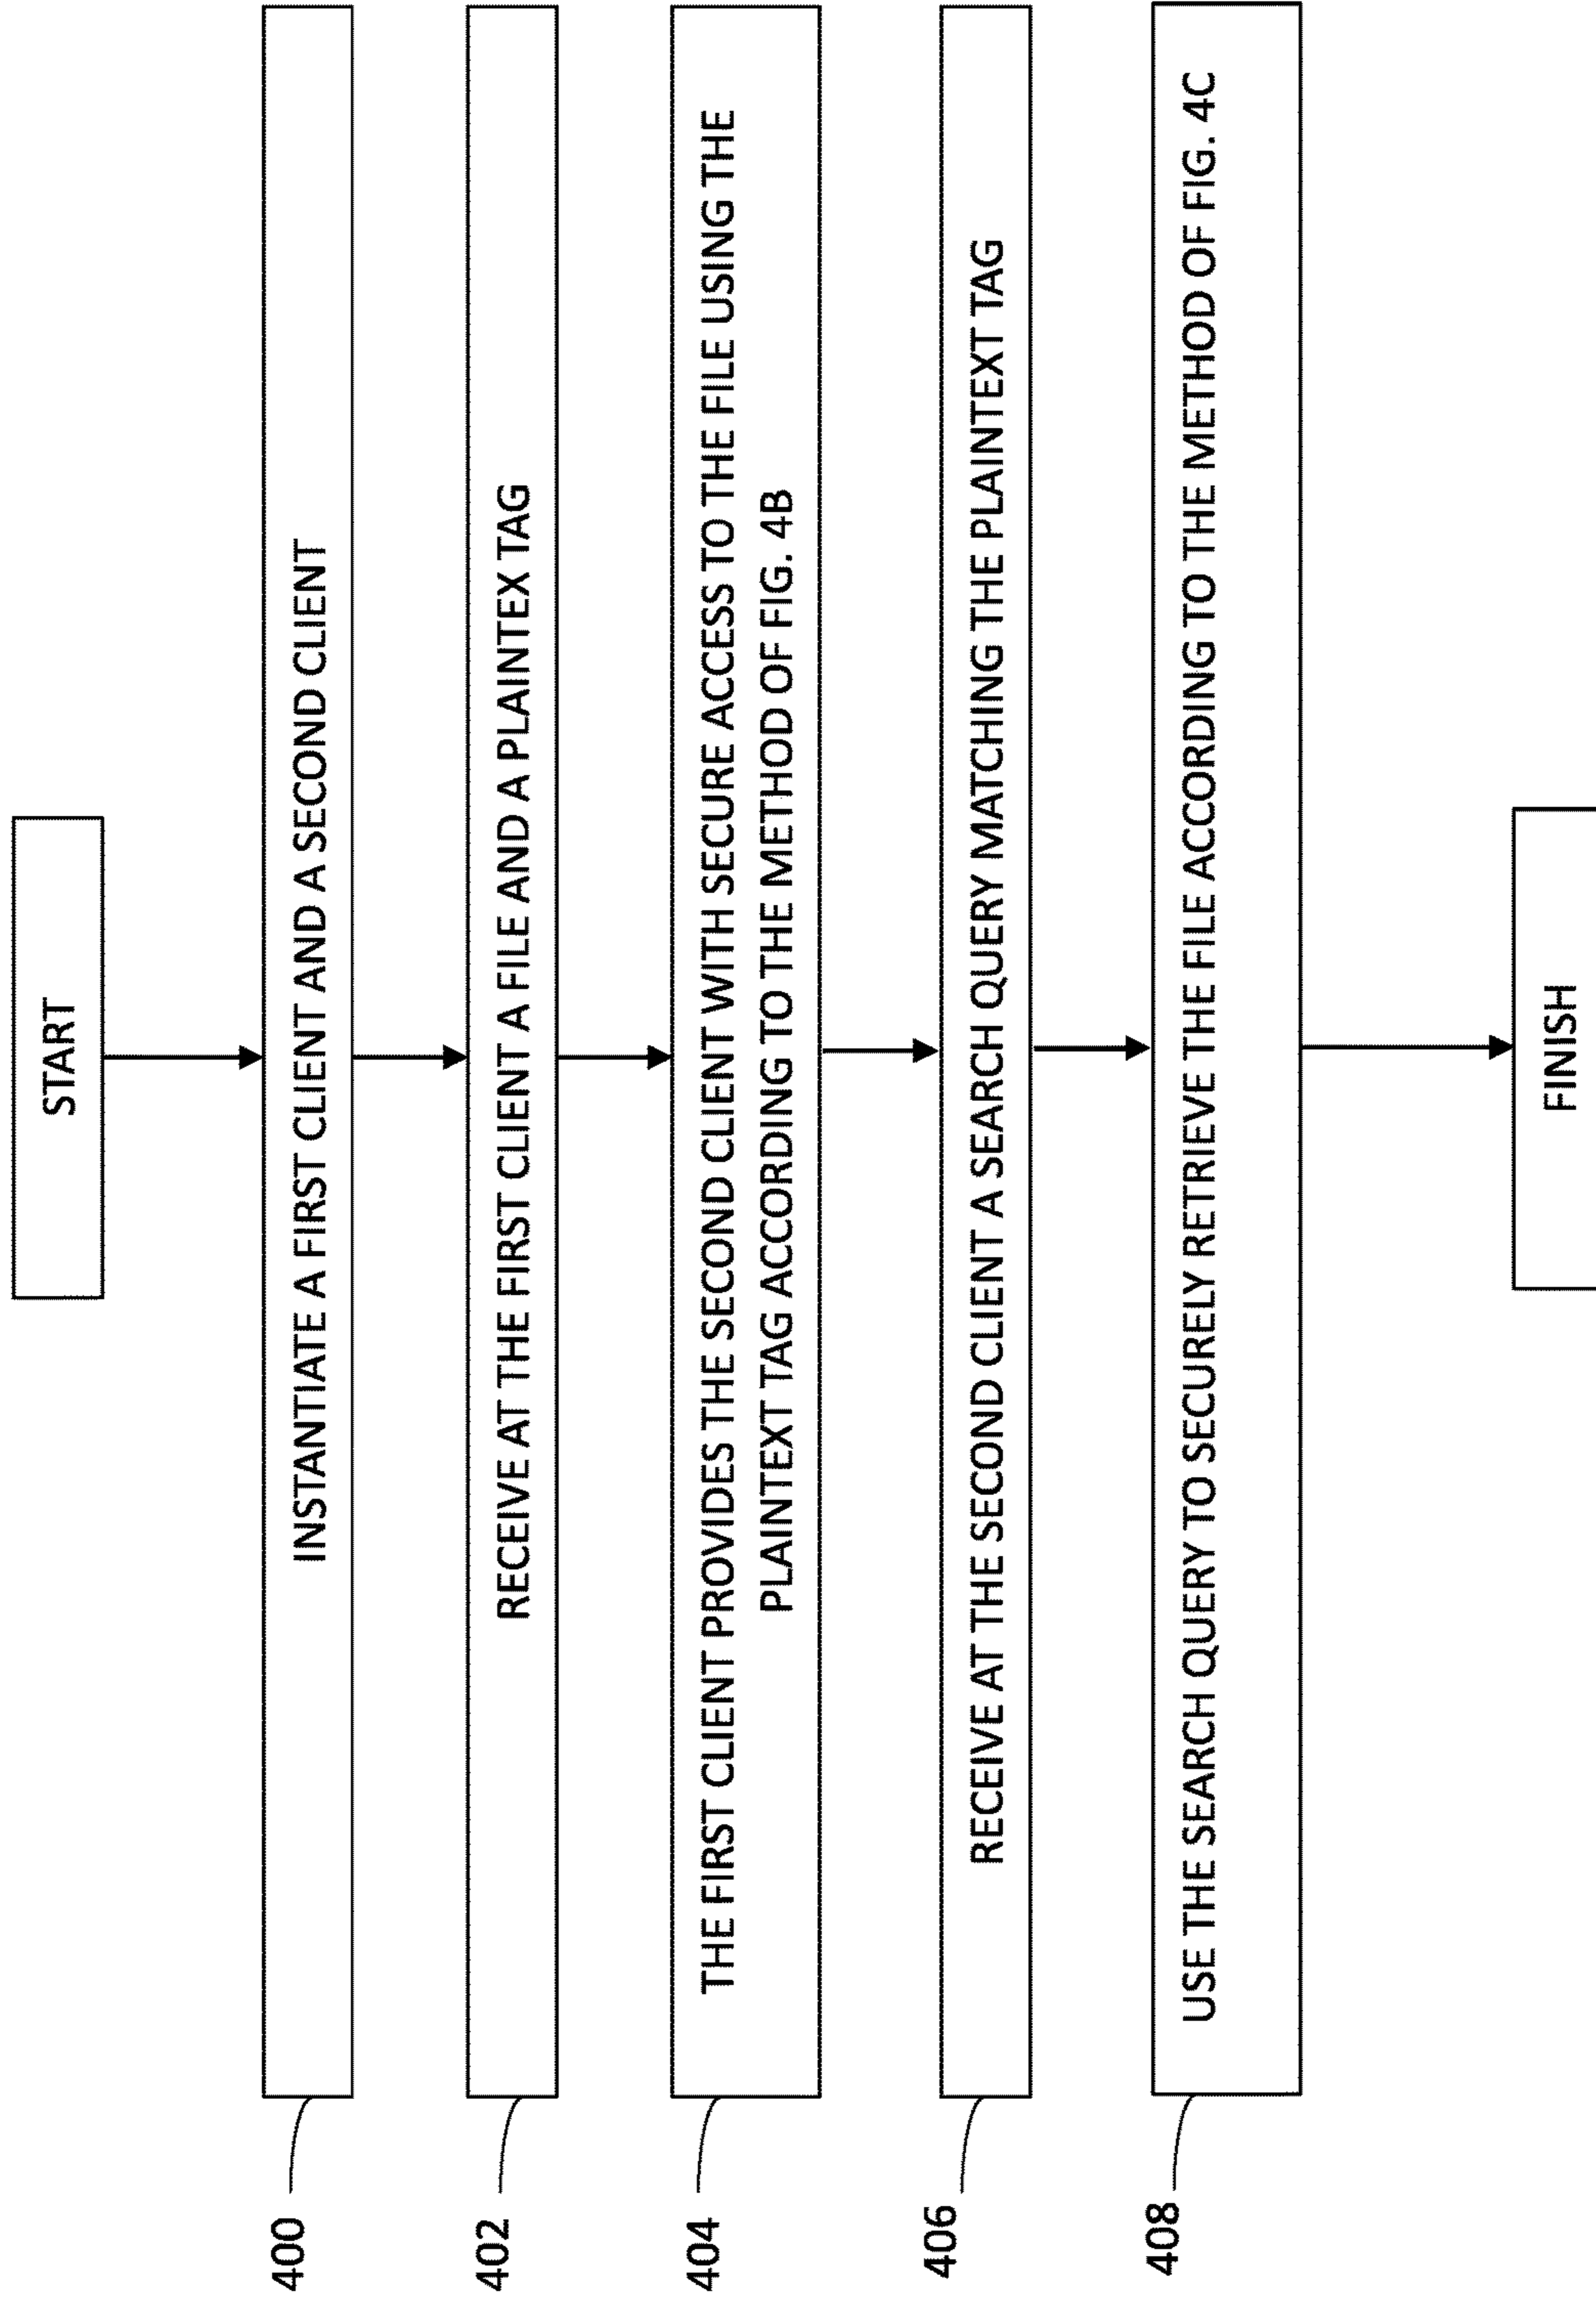 START
400
INSTANTIATE A FIRST CLIENT AND A SECOND CLIENT
402
RECEIVE AT THE FIRST CLIENT A FILE AND A PLAINTEX TAG
404
THE FIRST CLIENT PROVIDES THE SECOND CLIENT WITH SECURE ACCESS TO THE FILE USING THE
PLAINTEXT TAG ACCORDING TO THE METHOD OF FIG. 4B
406
RECEIVE AT THE SECOND CLIENT A SEARCH QUERY MATCHING THE PLAINTEXT TAG
408
USE THE SEARCH QUERY TO SECURELY RETRIEVE THE FILE ACCORDING TO THE METHOD OF FIG. 4C
FINISH